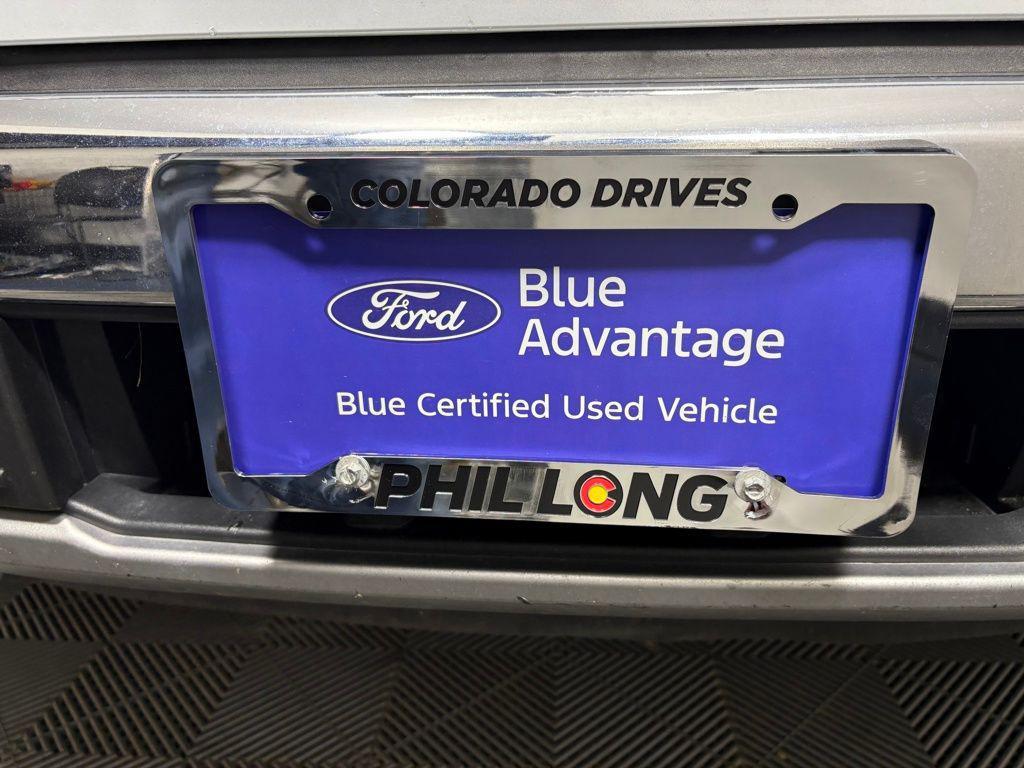 COLORADO DRIVES
Ford
Blue
Advantage
Blue Certified Used Vehicle
PHIL LONG